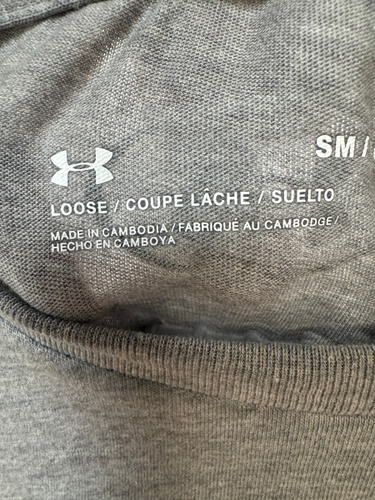 SM/
LOOSE / COUPE LÂCHE / SUELTO
MADE IN CAMBODIA / FABRIQUÉ AU CAMBODGE/
HECHO EN CAMBOYA